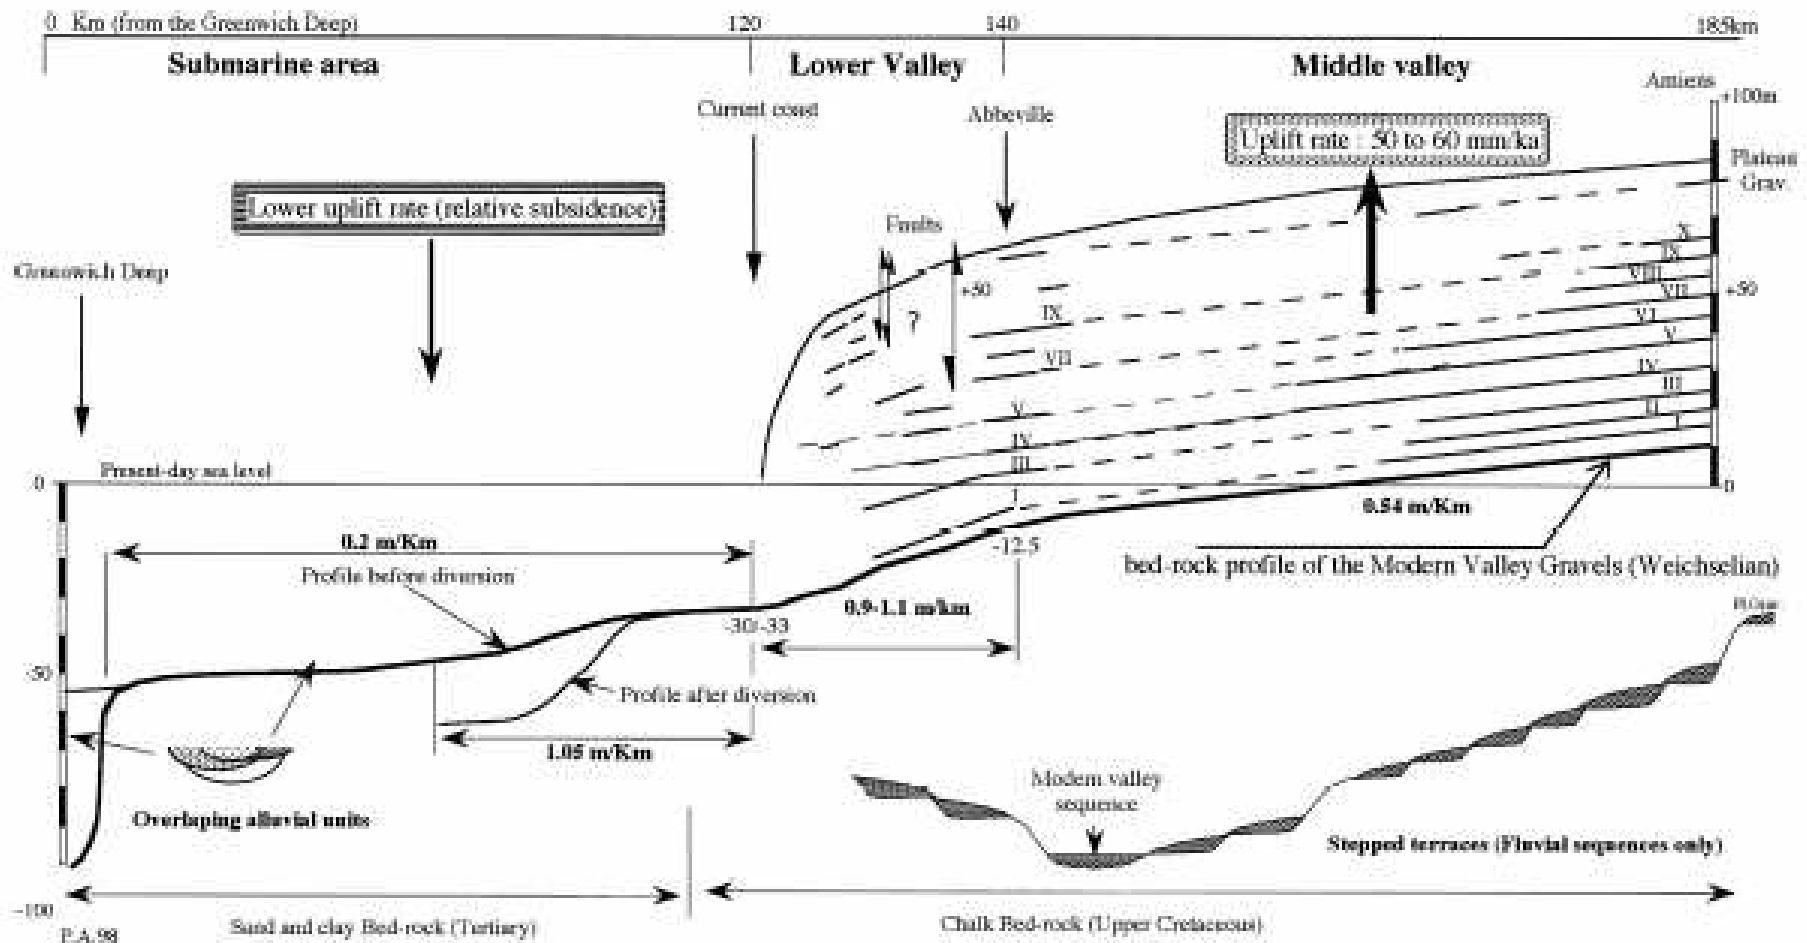 0 Km (from the Greenwich Deep) 120 140 185km
Submarine area Lower Valley Middle valley
Amiens
+100m
Current coast
Abbeville
Uplift rate : 50 to 60 mm/ka
Plateau
Grav.
Lower uplift rate (relative subsidence)
Faults
Greenwich Deep
X
IX
VIII
VII
+50
+50
IX
?
VI
V
VII
IV
III
V
II
I
IV
III
Present-day sea level
0
0
I
0.54 m/Km
0.2 m/Km
-12.5
Profile before diversion
bed-rock profile of the Modern Valley Gravels (Weichselian)
0.9-1.1 m/km
-30/-33
-50
Profile after diversion
1.05 m/Km
Modern valley
sequence
Overlaping alluvial units
Stepped terraces (Fluvial sequences only)
-100
Sand and clay Bed-rock (Tertiary)
Chalk Bed-rock (Upper Cretaceous)
P.A.98